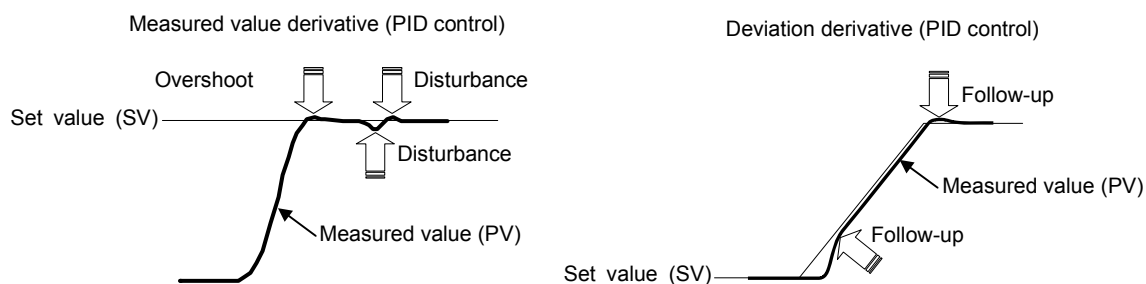 Measured value derivative (PID control)
Overshoot
Disturbance
Set value (SV)
Disturbance
Measured value (PV)
Deviation derivative (PID control)
Follow-up
Measured value (PV)
Follow-up
Set value (SV)